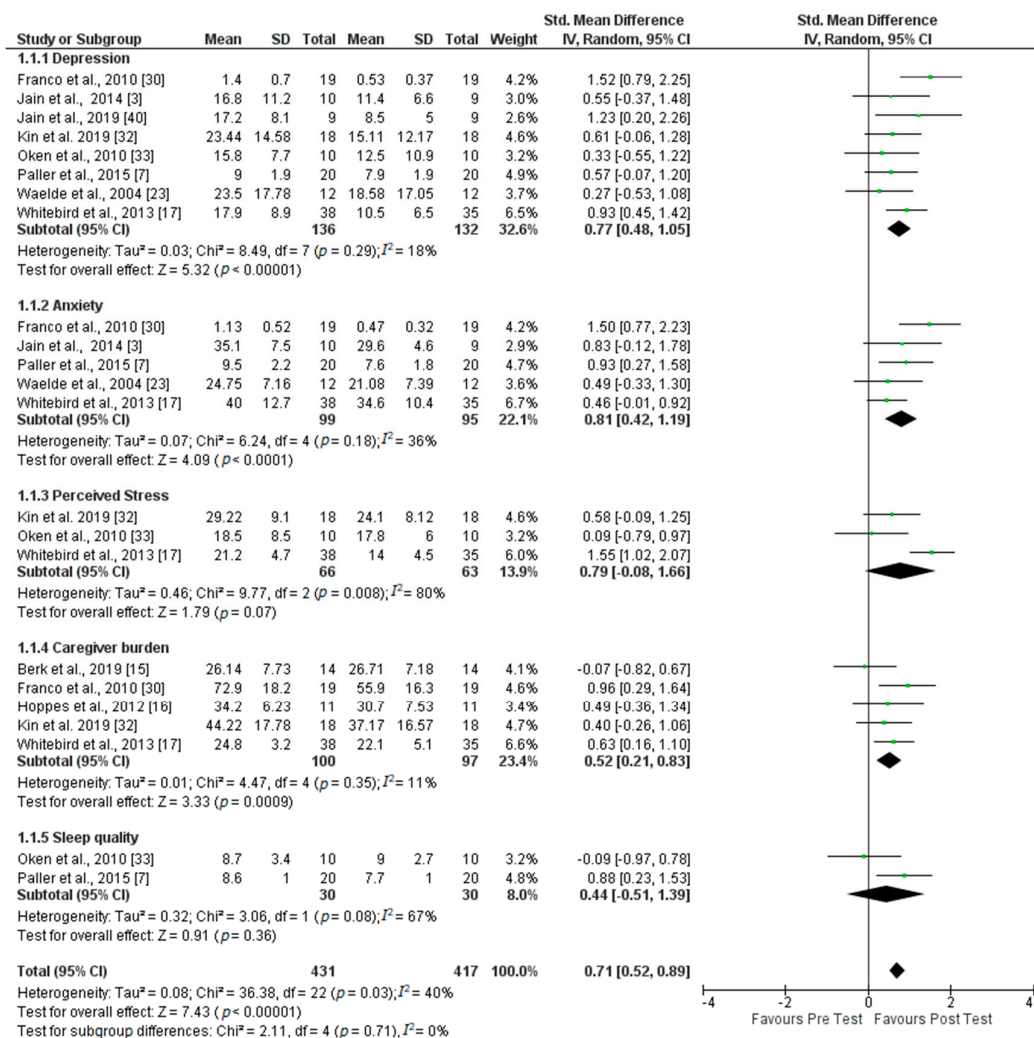 Std. Mean Difference Std. Mean Difference
Study or Subgroup Mean SD Total Mean SD Total Weight IV, Random, 95% CI IV, Random, 95% CI
1.1.1 Depression
Franco et al., 2010 [30] 1.4 0.7 19 0.53 0.37 19 4.2% 1.52 [0.79, 2.25]
Jain et al., 2014 [3] 16.8 11.2 10 11.4 6.6 9 3.0% 0.55 [-0.37, 1.48]
Jain et al., 2019 [40] 17.2 8.1 9 8.5 5 9 2.6% 1.23 [0.20, 2.26]
Kin et al. 2019 [32] 23.44 14.58 18 15.11 12.17 18 4.6% 0.61 [-0.06, 1.28]
Oken et al., 2010 [33] 15.8 7.7 10 12.5 10.9 10 3.2% 0.33 [-0.55, 1.22]
Paller et al., 2015 [7] 9 1.9 20 7.9 1.9 20 4.9% 0.57 [-0.07, 1.20]
Waelde et al., 2004 [23] 23.5 17.78 12 18.58 17.05 12 3.7% 0.27 [-0.53, 1.08]
Whitebird et al., 2013 [17] 17.9 8.9 38 10.5 6.5 35 6.5% 0.93 [0.45, 1.42]
Subtotal (95% CI) 136 132 32.6% 0.77 [0.48, 1.05]
Heterogeneity: Tau² = 0.03; Chi² = 8.49, df = 7 (p = 0.29); I² = 18%
Test for overall effect: Z = 5.32 (p < 0.00001)
1.1.2 Anxiety
Franco et al., 2010 [30] 1.13 0.52 19 0.47 0.32 19 4.2% 1.50 [0.77, 2.23]
Jain et al., 2014 [3] 35.1 7.5 10 29.6 4.6 9 2.9% 0.83 [-0.12, 1.78]
Paller et al., 2015 [7] 9.5 2.2 20 7.6 1.8 20 4.7% 0.93 [0.27, 1.58]
Waelde et al., 2004 [23] 24.75 7.16 12 21.08 7.39 12 3.6% 0.49 [-0.33, 1.30]
Whitebird et al., 2013 [17] 40 12.7 38 34.6 10.4 35 6.7% 0.46 [-0.01, 0.92]
Subtotal (95% CI) 99 95 22.1% 0.81 [0.42, 1.19]
Heterogeneity: Tau² = 0.07; Chi² = 6.24, df = 4 (p = 0.18); I² = 36%
Test for overall effect: Z = 4.09 (p < 0.0001)
1.1.3 Perceived Stress
Kin et al. 2019 [32] 29.22 9.1 18 24.1 8.12 18 4.6% 0.58 [-0.09, 1.25]
Oken et al., 2010 [33] 18.5 8.5 10 17.8 6 10 3.2% 0.09 [-0.79, 0.97]
Whitebird et al., 2013 [17] 21.2 4.7 38 14 4.5 35 6.0% 1.55 [1.02, 2.07]
Subtotal (95% CI) 66 63 13.9% 0.79 [-0.08, 1.66]
Heterogeneity: Tau² = 0.46; Chi² = 9.77, df = 2 (p = 0.008); I² = 80%
Test for overall effect: Z = 1.79 (p = 0.07)
1.1.4 Caregiver burden
Berk et al., 2019 [15] 26.14 7.73 14 26.71 7.18 14 4.1% -0.07 [-0.82, 0.67]
Franco et al., 2010 [30] 72.9 18.2 19 55.9 16.3 19 4.6% 0.96 [0.29, 1.64]
Hoppes et al., 2012 [16] 34.2 6.23 11 30.7 7.53 11 3.4% 0.49 [-0.36, 1.34]
Kin et al. 2019 [32] 44.22 17.78 18 37.17 16.57 18 4.7% 0.40 [-0.26, 1.06]
Whitebird et al., 2013 [17] 24.8 3.2 38 22.1 5.1 35 6.6% 0.63 [0.16, 1.10]
Subtotal (95% CI) 100 97 23.4% 0.52 [0.21, 0.83]
Heterogeneity: Tau² = 0.01; Chi² = 4.47, df = 4 (p = 0.35); I² = 11%
Test for overall effect: Z = 3.33 (p = 0.0009)
1.1.5 Sleep quality
Oken et al., 2010 [33] 8.7 3.4 10 9 2.7 10 3.2% -0.09 [-0.97, 0.78]
Paller et al., 2015 [7] 8.6 1 20 7.7 1 20 4.8% 0.88 [0.23, 1.53]
Subtotal (95% CI) 30 30 8.0% 0.44 [-0.51, 1.39]
Heterogeneity: Tau² = 0.32; Chi² = 3.06, df = 1 (p = 0.08); I² = 67%
Test for overall effect: Z = 0.91 (p = 0.36)
Total (95% CI) 431 417 100.0% 0.71 [0.52, 0.89]
Heterogeneity: Tau² = 0.08; Chi² = 36.38, df = 22 (p = 0.03); I² = 40%
Test for overall effect: Z = 7.43 (p < 0.00001)
Test for subgroup differences: Chi² = 2.11, df = 4 (p = 0.71), I² = 0%
-4 -2 0 2 4
Favours Pre Test Favours Post Test